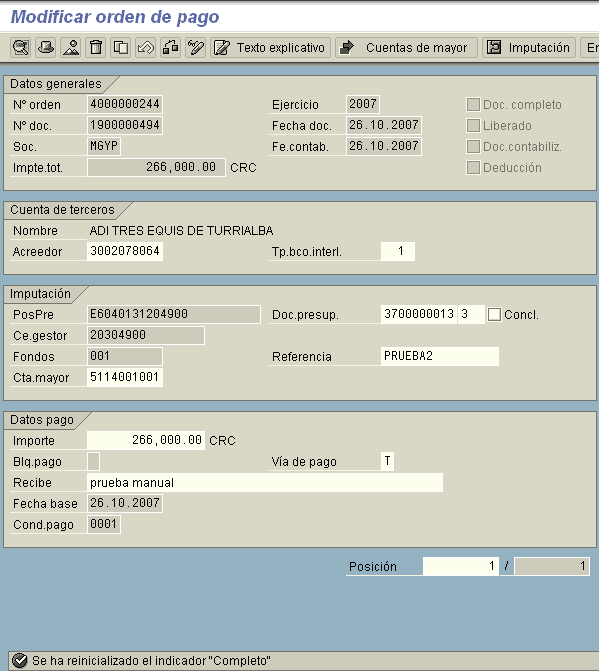 Modificar orden de pago
Texto explicativo Cuentas de mayor Imputación
Datos generales
Nº orden 4000000244 Ejercicio 2007 Doc. completo
Nº doc. 1900000494 Fecha doc. 26.10.2007 Liberado
Soc. MGYP Fe.contab. 26.10.2007 Doc.contabiliz.
Impte.tot. 266,000.00 CRC Deducción
Cuenta de terceros
Nombre ADI TRES EQUIS DE TURRIALBA
Acreedor 3002078064 Tp.bco.interl. 1
Imputación
PosPre E6040131204900 Doc.presup. 3700000013 3 Concl.
Ce.gestor 20304900
Fondos 001 Referencia PRUEBA2
Cta.mayor 5114001001
Datos pago
Importe 266,000.00 CRC
Blq.pago Vía de pago T
Recibe prueba manual
Fecha base 26.10.2007
Cond.pago 0001
Posición 1 / 1
Se ha reinicializado el indicador "Completo"